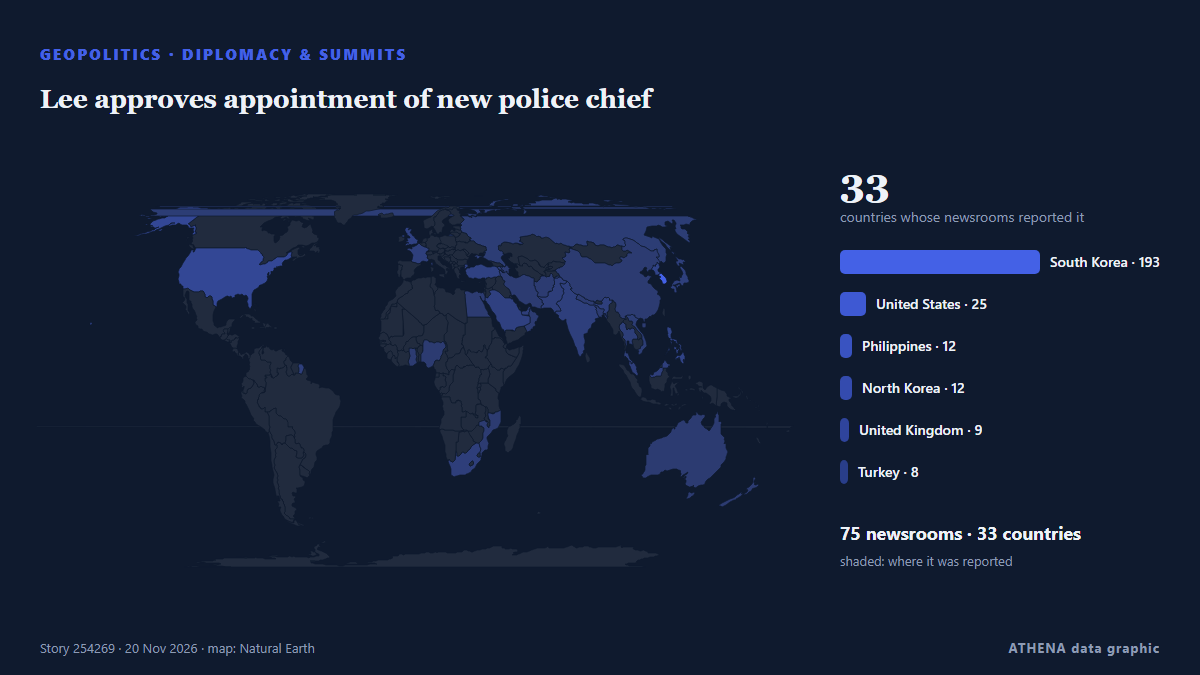 GEOPOLITICS · DIPLOMACY & SUMMITS
Lee approves appointment of new police chief
33
countries whose newsrooms reported it
South Korea · 193
United States · 25
Philippines · 12
North Korea · 12
United Kingdom · 9
Turkey · 8
75 newsrooms · 33 countries
shaded: where it was reported
Story 254269 · 20 Nov 2026 · map: Natural Earth
ATHENA data graphic